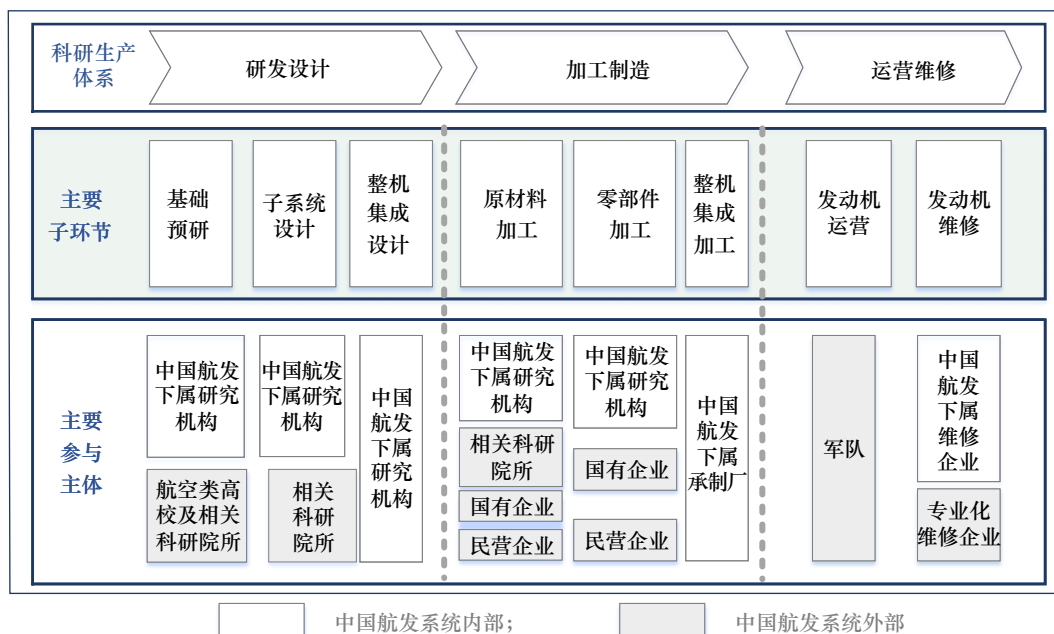 科研生产
体系
研发设计
加工制造
运营维修
主要
子环节
基础
预研
子系统
设计
整机
集成
设计
原材料
加工
零部件
加工
整机
集成
加工
发动机
运营
发动机
维修
主要
参与
主体
中国航发
下属研究
机构
航空类高
校及相关
科研院所
中国航发
下属研究
机构
相关
科研
院所
中国
航发
下属
研究
机构
中国航发
下属研究
机构
相关科研
院所
国有企业
民营企业
中国航发
下属研究
机构
国有企业
民营企业
中国
航发
下属
承制厂
军队
中国
航发
下属
维修
企业
专业化
维修企业
中国航发系统内部；
中国航发系统外部